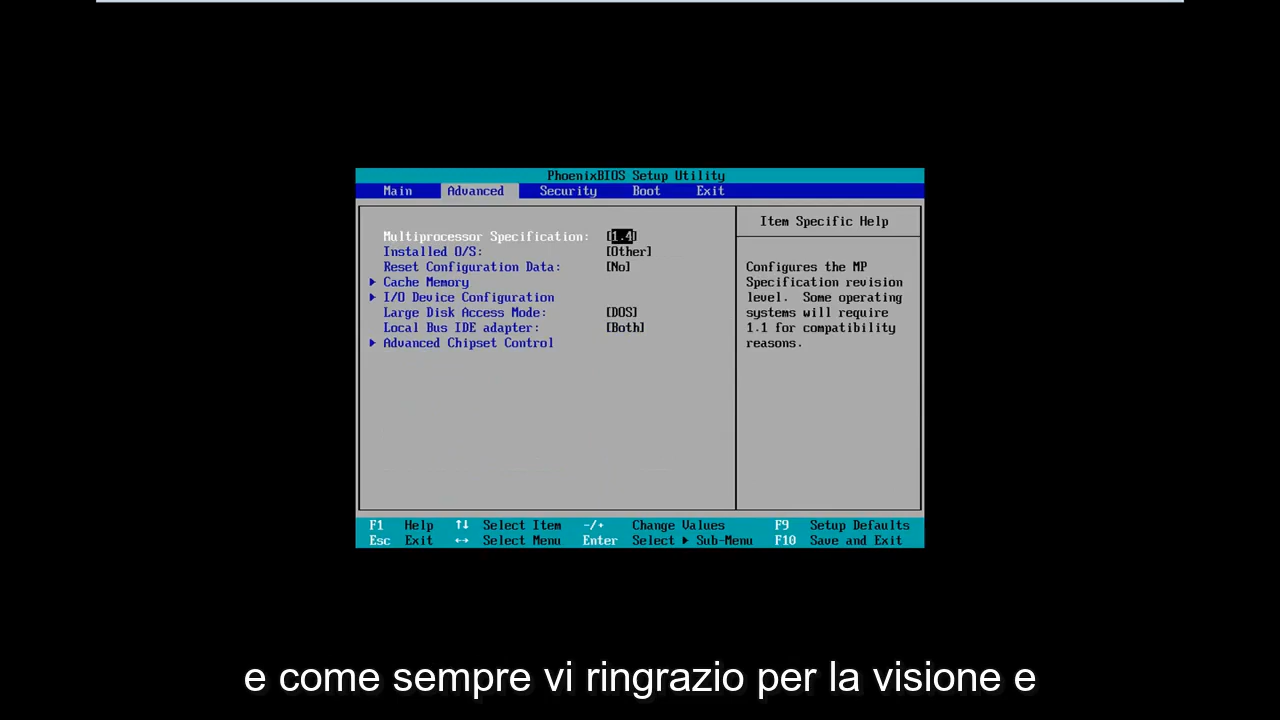 PhoenixBIOS Setup Utility
Main Advanced Security Boot Exit
Multiprocessor Specification: [1.4]
Installed O/S: [Other]
Reset Configuration Data: [No]
Cache Memory
I/O Device Configuration
Large Disk Access Mode: [DOS]
Local Bus IDE adapter: [Both]
Advanced Chipset Control
Item Specific Help
Configures the MP
Specification revision
level. Some operating
systems will require
1.1 for compatibility
reasons.
F1 Help ↑↓ Select Item -/+ Change Values F9 Setup Defaults
Esc Exit ↔ Select Menu Enter Select ▶ Sub-Menu F10 Save and Exit
e come sempre vi ringrazio per la visione e